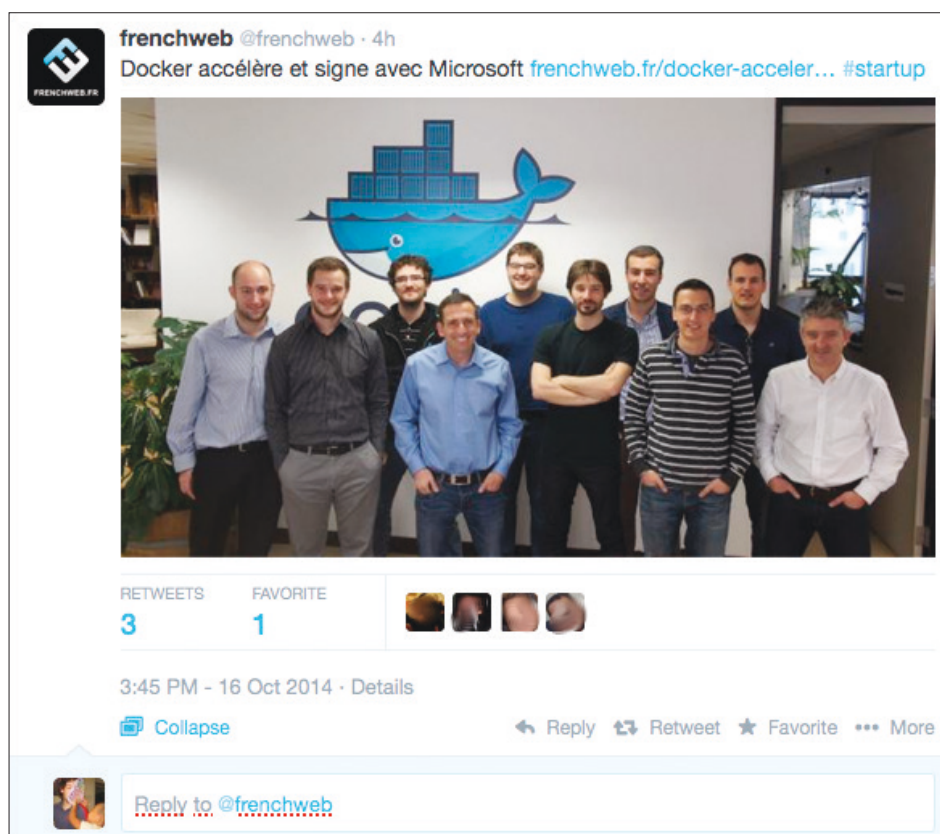 frenchweb @frenchweb · 4h
Docker accélère et signe avec Microsoft frenchweb.fr/docker-acceler... #startup
FRENCHWEB.FR
RETWEETS FAVORITE
3 1
3:45 PM - 16 Oct 2014 · Details
Collapse Reply Retweet Favorite More
Reply to @frenchweb